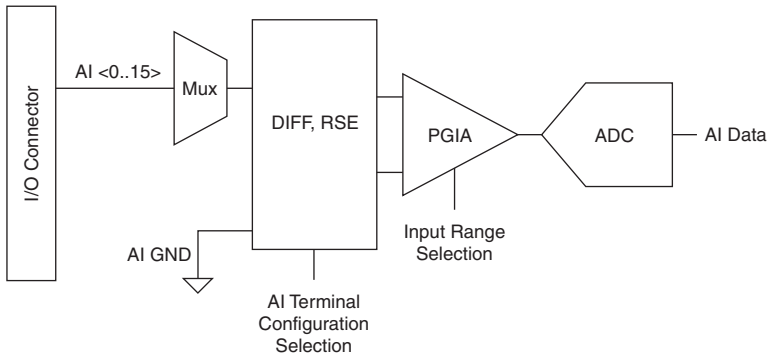 I/O Connector
AI <0..15>
Mux
DIFF, RSE
PGIA
ADC
AI Data
AI GND
Input Range
Selection
AI Terminal
Configuration
Selection